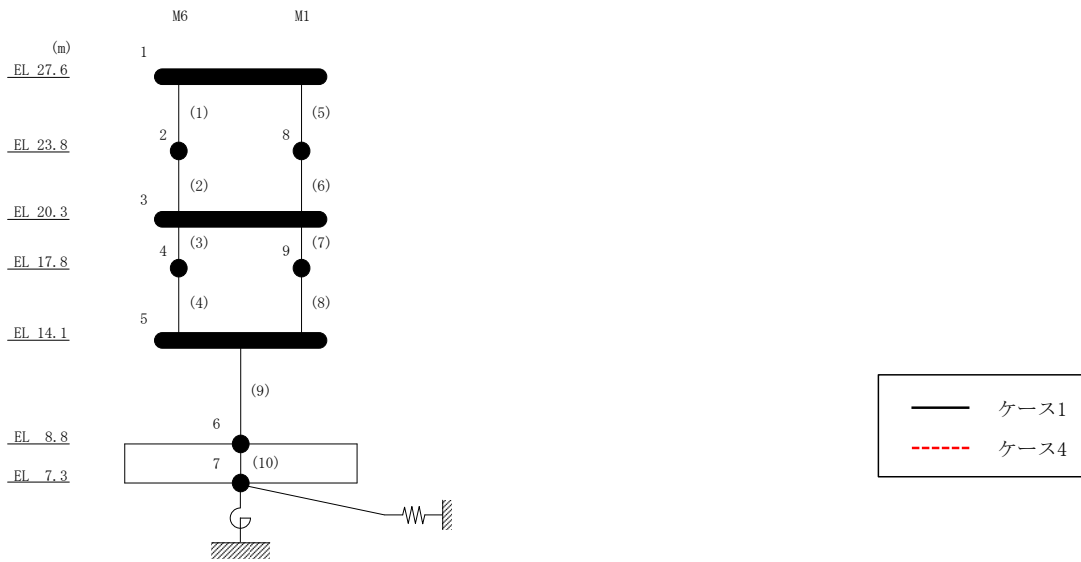 M6 M1
(m)
1
EL 27.6
(1) (5)
2 8
EL 23.8
(2) (6)
3
EL 20.3
(3) (7)
4 9
EL 17.8
(4) (8)
5
EL 14.1
(9)
6
EL 8.8
7 (10)
EL 7.3
ケース1
ケース4